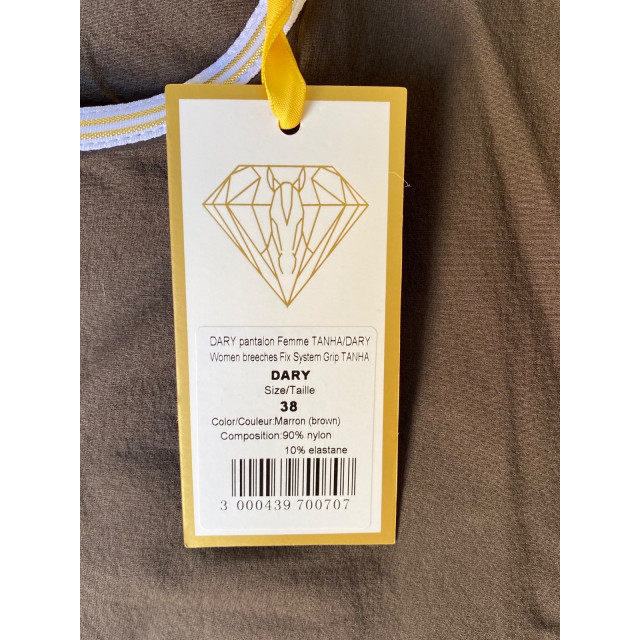 DARY pantalon Femme TANHA/DARY
Women breeches Fix System Grip TANHA
DARY
Size/Taille
38
Color/Couleur:Marron (brown)
Composition:90% nylon
10% elastane
3 000439 700707